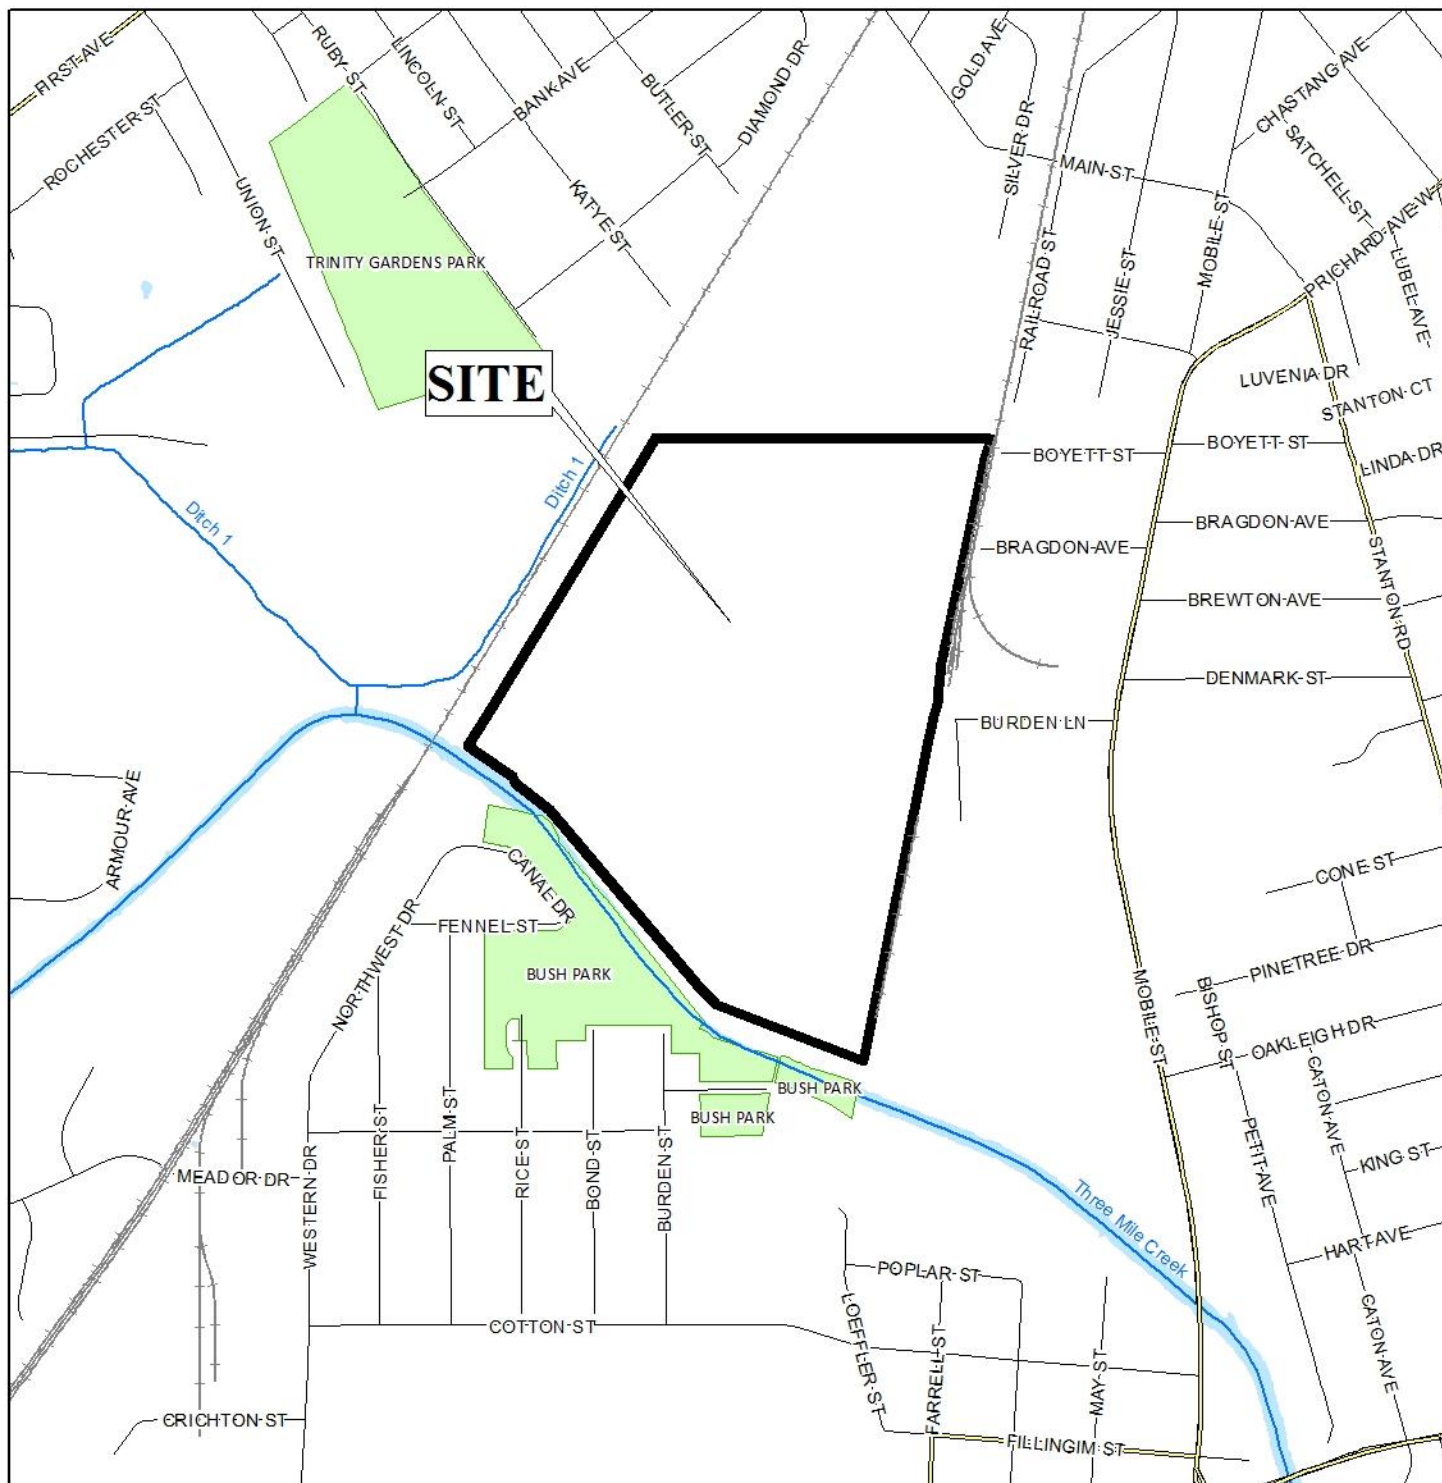 FIRST AVE
RUBY ST
LINCOLN ST
BANK AVE
BUTLER ST
DIAMOND DR
GOLD AVE
SILVER DR
CHASTANG AVE
SATCHELL ST
ROCHESTER ST
MAIN ST
UNION ST
KATYE ST
MOBILE ST
PRICHARD AVE W
LUBEL AVE
TRINITY GARDENS PARK
RAILROAD ST
JESSIE ST
SITE
LUVENIA DR
STANTON CT
BOYETT ST
BOYETT ST
LINDA DR
Ditch 1
Ditch 1
BRAGDON AVE
BRAGDON AVE
STANTON RD
BREWTON AVE
DENMARK ST
BURDEN LN
ARMOUR AVE
CANAL DR
CONE ST
NORTHWEST DR
FENNEL ST
BUSH PARK
PINETREE DR
MOBILE ST
BISHOP ST
OAKLEIGH DR
BUSH PARK
BUSH PARK
CATON AVE
FISHER ST
PALM ST
RICE ST
BOND ST
BURDEN ST
PETIT AVE
KING ST
MEADOR DR
WESTERN DR
Three Mile Creek
HART AVE
POPLAR ST
COTTON ST
LOEFFLER ST
FARRELL ST
MAY ST
CATON AVE
CRICHTON ST
FILLINGIM ST